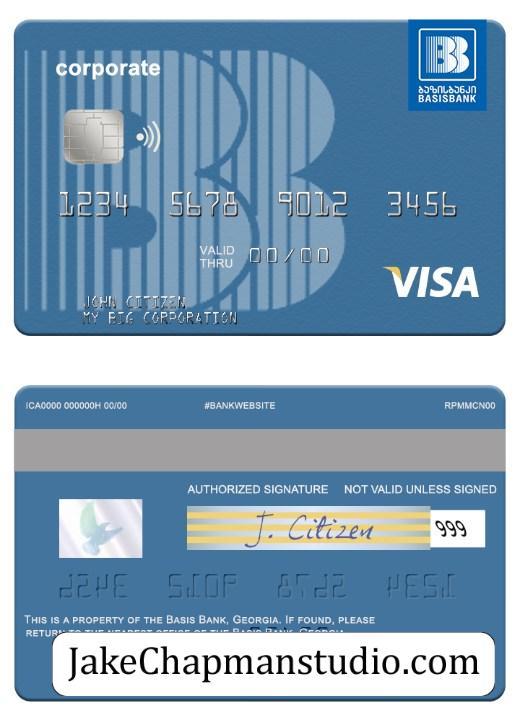 corporate
ᲑᲐᲖᲘᲡᲑᲐᲜᲙᲘ
BASISBANK
1234 5678 9012 3456
VALID
THRU
00/00
VISA
JOHN CITIZEN
MY BIG CORPORATION
ICA0000 000000H 00/00 #BANKWEBSITE RPMMCN00
AUTHORIZED SIGNATURE NOT VALID UNLESS SIGNED
J. Citizen 999
THIS IS A PROPERTY OF THE BASIS BANK, GEORGIA. IF FOUND, PLEASE
RETURN TO THE NEAREST OFFICE OF THE BASIS BANK, GEORGIA
JakeChapmanstudio.com